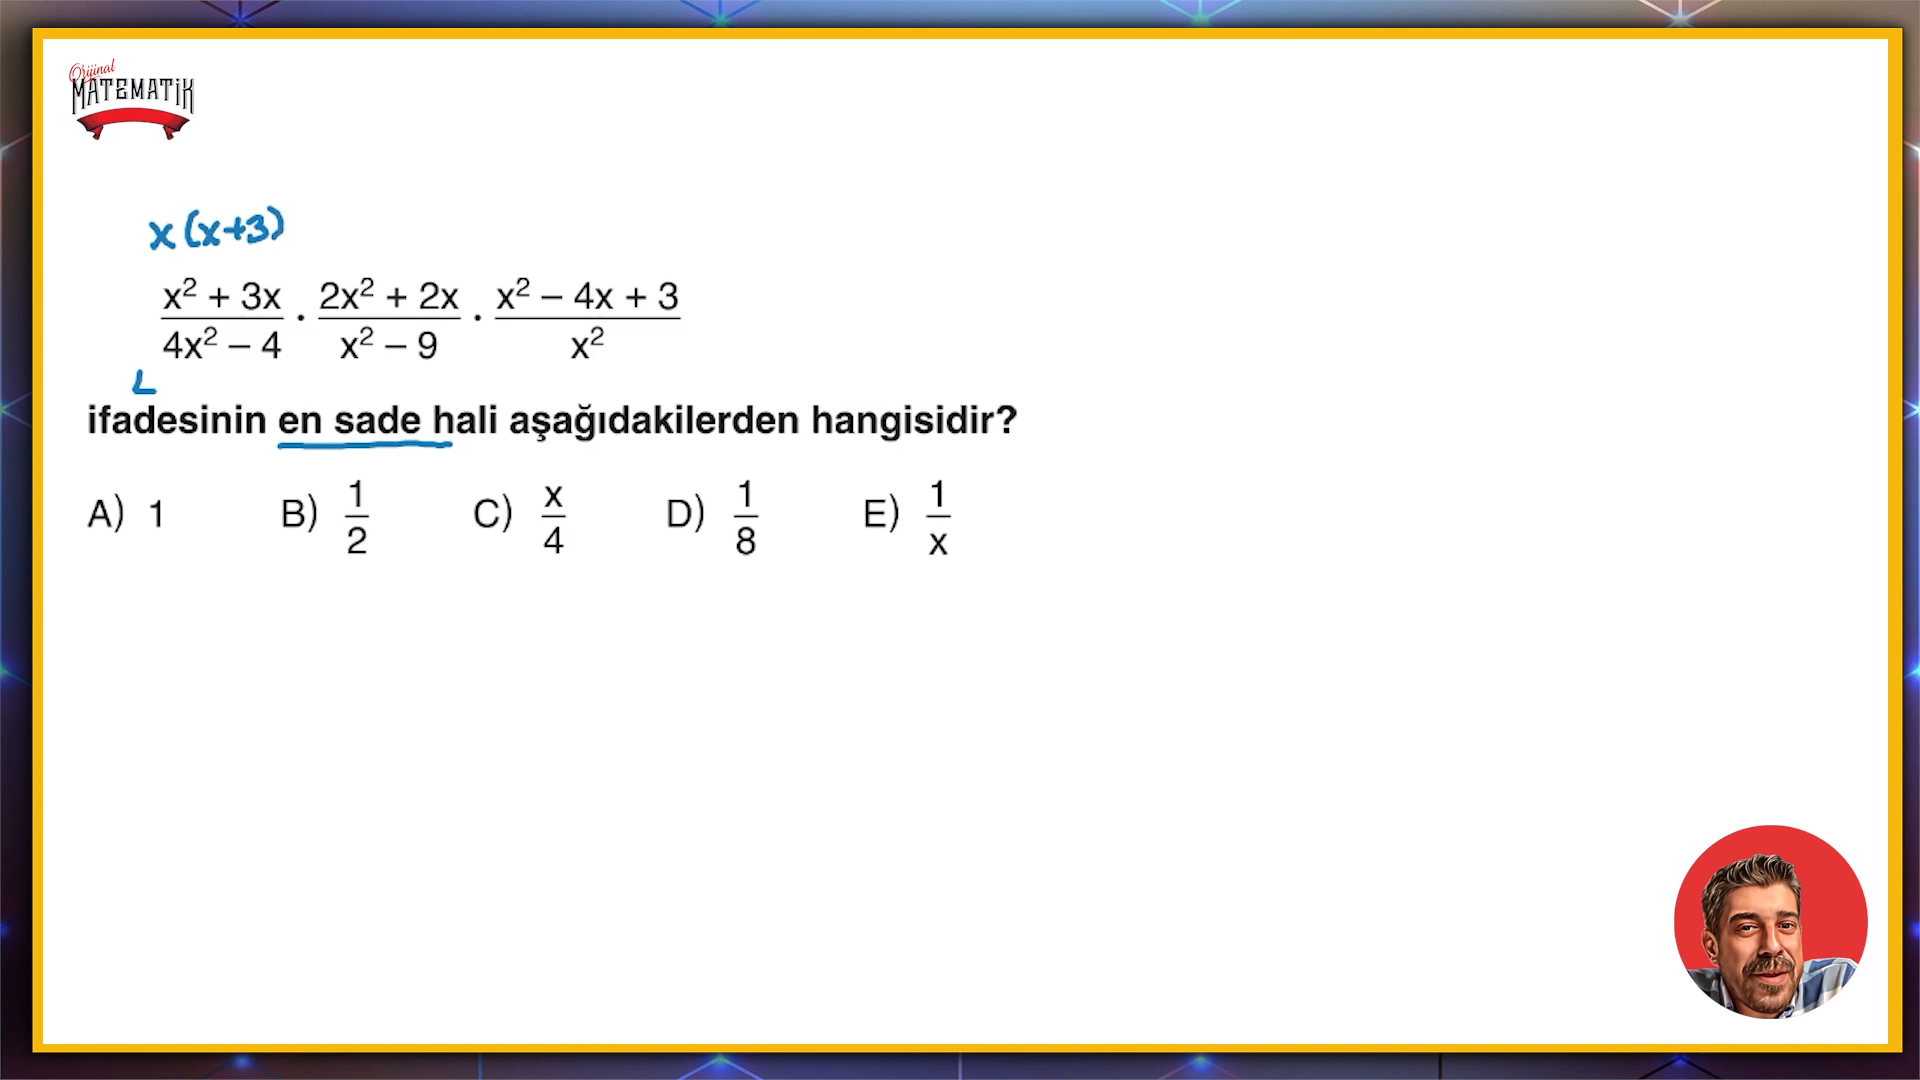 Orijinal
MATEMATİK
x(x+3)
x² + 3x / 4x² – 4 · 2x² + 2x / x² – 9 · x² – 4x + 3 / x²
ifadesinin en sade hali aşağıdakilerden hangisidir?
A) 1 B) 1/2 C) x/4 D) 1/8 E) 1/x